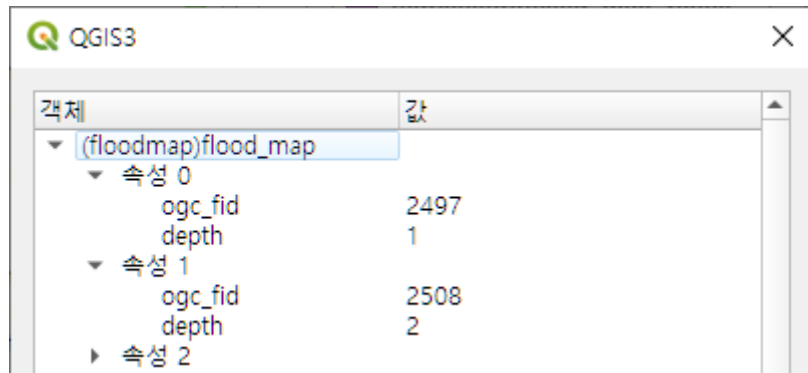 QGIS3
객체 값
(floodmap)flood_map
속성 0
ogc_fid 2497
depth 1
속성 1
ogc_fid 2508
depth 2
속성 2